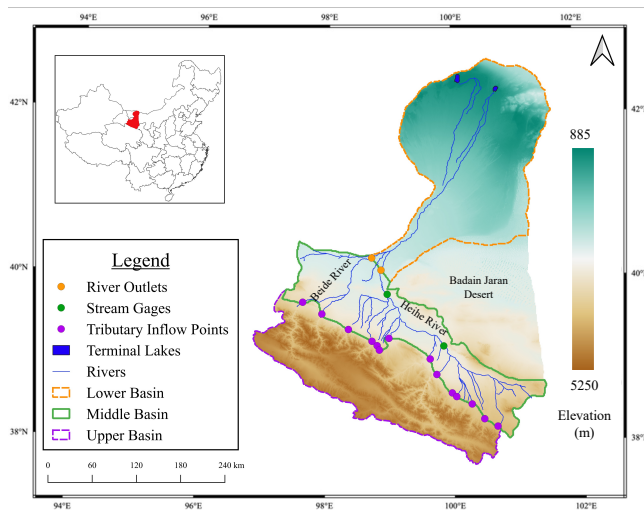 94°E 96°E 98°E 100°E 102°E
42°N
42°N
885
Legend
River Outlets
Stream Gages
Tributary Inflow Points
Terminal Lakes
Rivers
Lower Basin
Middle Basin
Upper Basin
40°N
40°N
Beide River
Badain Jaran
Desert
Heihe River
5250
Elevation
(m)
38°N
38°N
0 60 120 180 240 km
94°E 96°E 98°E 100°E 102°E